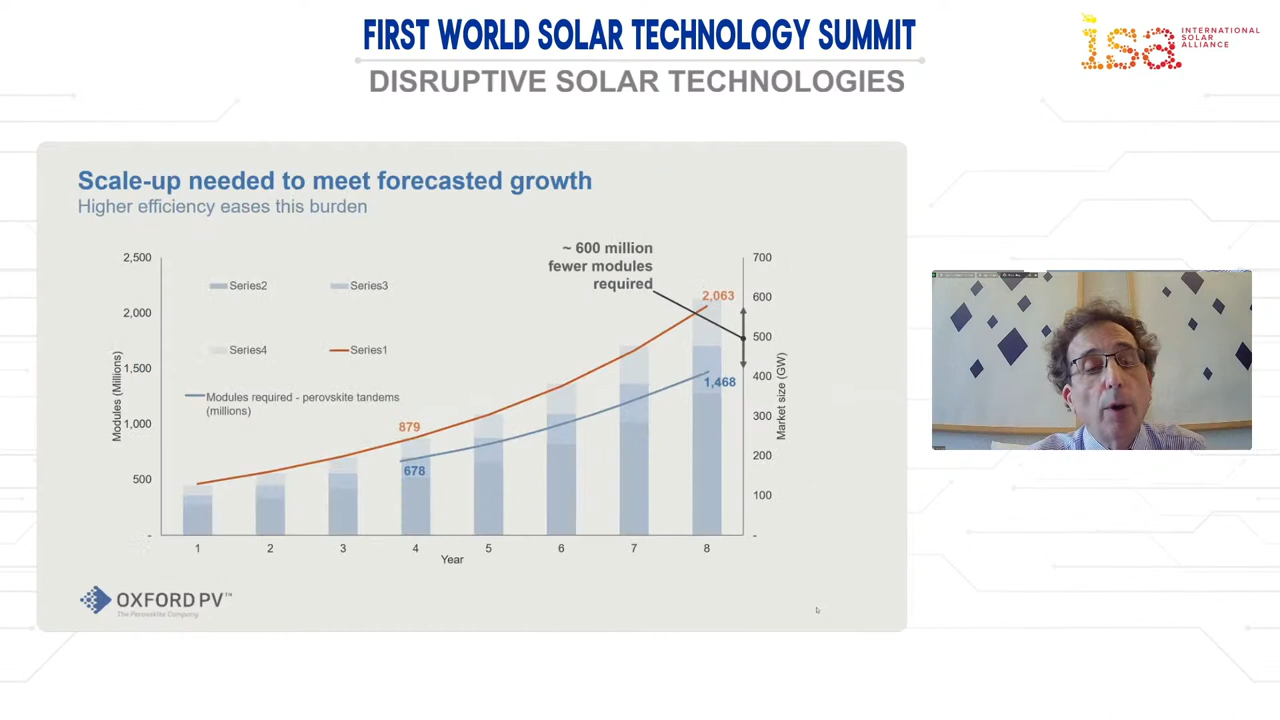 FIRST WORLD SOLAR TECHNOLOGY SUMMIT
DISRUPTIVE SOLAR TECHNOLOGIES
isa
INTERNATIONAL
SOLAR
ALLIANCE
Scale-up needed to meet forecasted growth
Higher efficiency eases this burden
~ 600 million
fewer modules
required
2,500
2,000
1,500
1,000
500
-
Modules (Millions)
Series2
Series3
Series4
Series1
Modules required - perovskite tandems
(millions)
879
678
2,063
1,468
700
600
500
400
300
200
100
-
Market size (GW)
1 2 3 4 5 6 7 8
Year
OXFORD PV™
The Perovskite Company